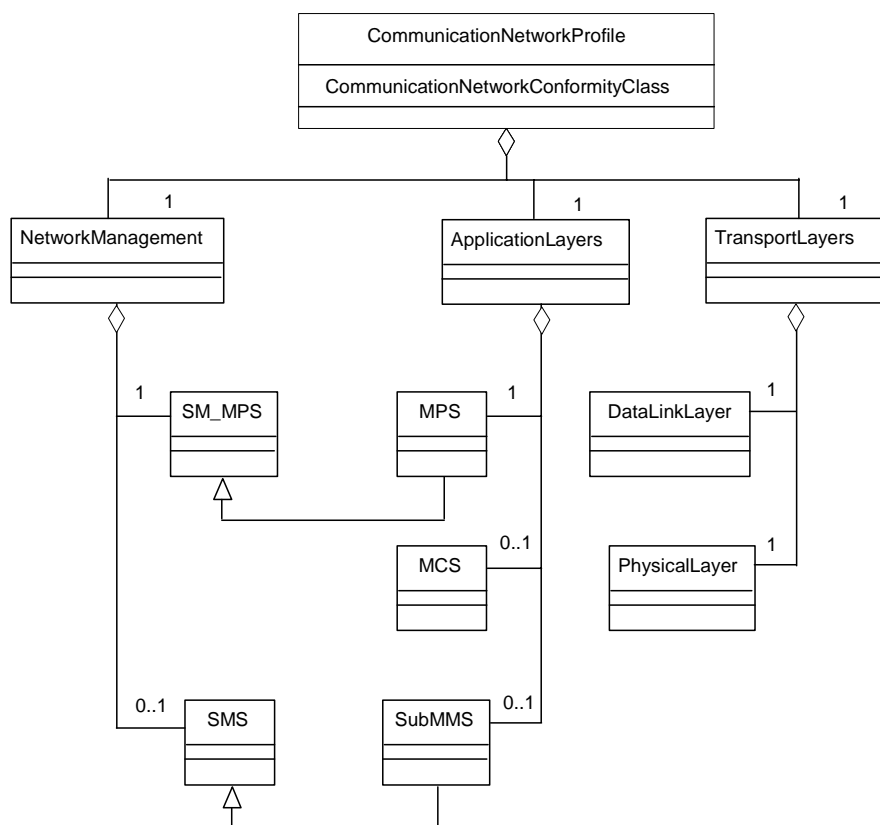 CommunicationNetworkProfile
CommunicationNetworkConformityClass
1
1
1
NetworkManagement
ApplicationLayers
TransportLayers
1
1
1
SM_MPS
MPS
DataLinkLayer
0..1
1
MCS
PhysicalLayer
0..1
0..1
SMS
SubMMS